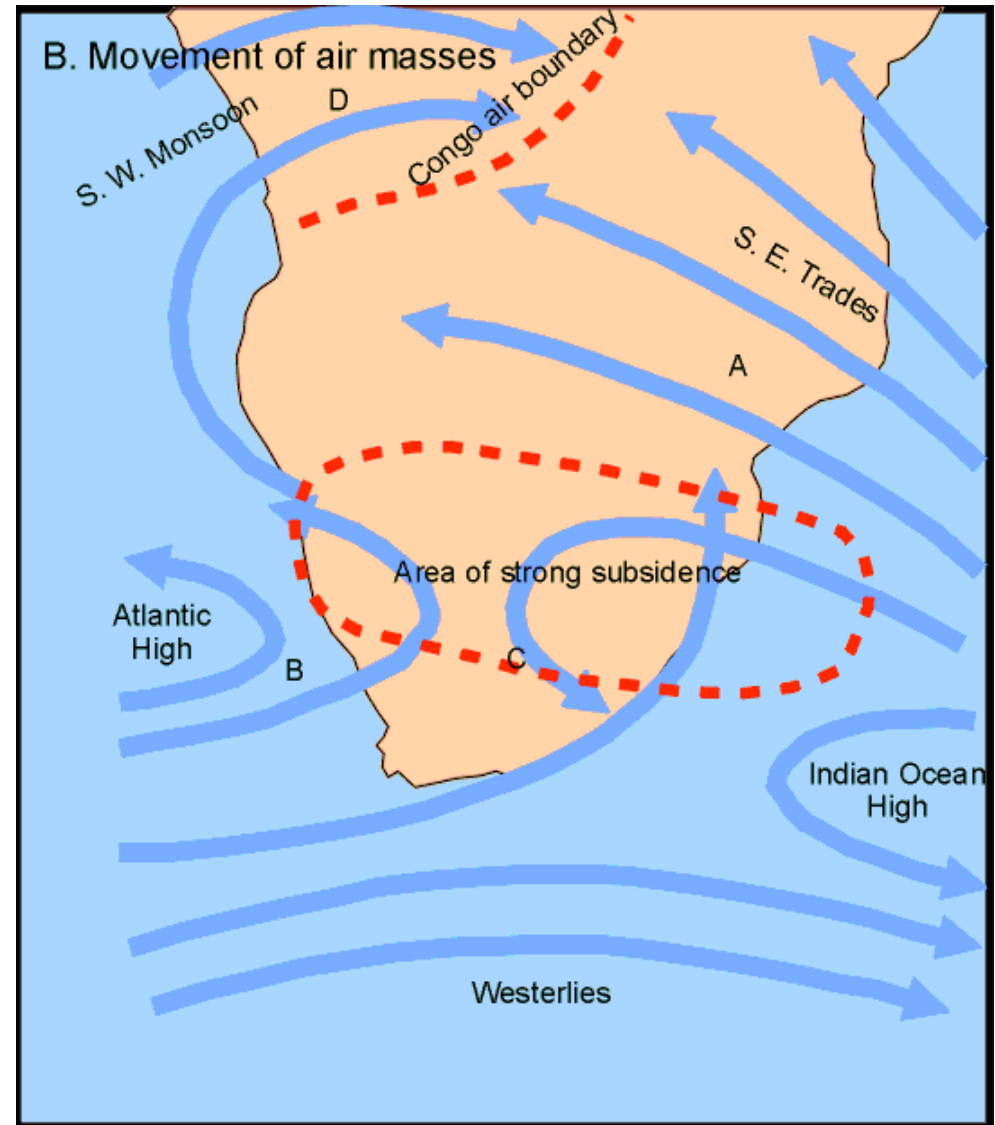 B. Movement of air masses
D
S. W. Monsoon
Congo air boundary
S. E. Trades
A
Area of strong subsidence
Atlantic
High
B
C
Indian Ocean
High
Westerlies